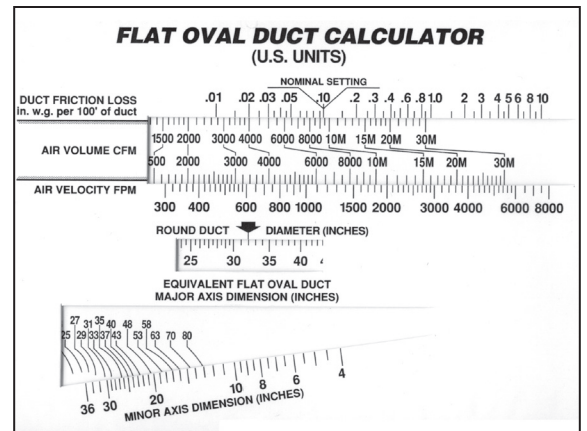 FLAT OVAL DUCT CALCULATOR
(U.S. UNITS)
NOMINAL SETTING
DUCT FRICTION LOSS
in. w.g. per 100' of duct
.01 .02 .03 .05 .10 .2 .3 .4 .6 .8 1.0 2 3 4 5 6 8 10
1500 2000 3000 4000 6000 8000 10M 15M 20M 30M
AIR VOLUME CFM
500 2000 3000 4000 6000 8000 10M 15M 20M 30M
AIR VELOCITY FPM
300 400 600 800 1000 1500 2000 3000 4000 6000 8000
ROUND DUCT DIAMETER (INCHES)
25 30 35 40
EQUIVALENT FLAT OVAL DUCT
MAJOR AXIS DIMENSION (INCHES)
27 31 35 40 48 58
25 29 33 37 43 53 63 70 80
36 30 20 10 8 6 4
MINOR AXIS DIMENSION (INCHES)